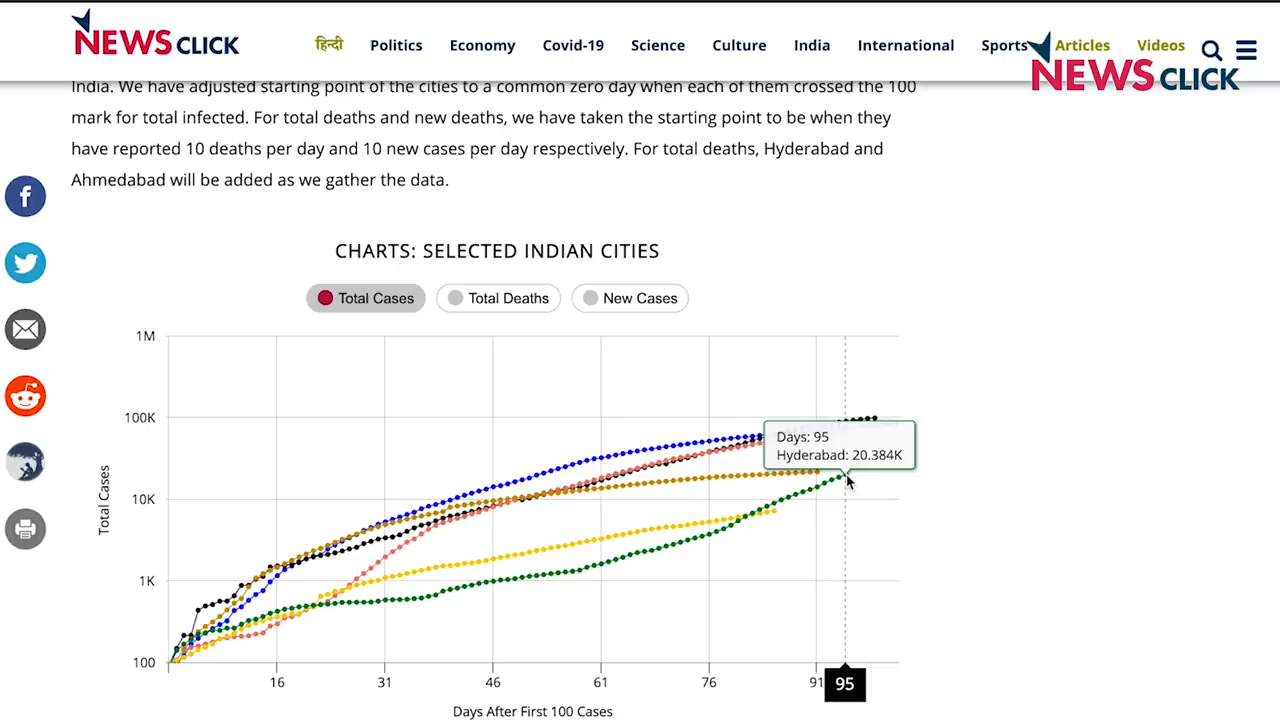 NEWS CLICK
हिन्दी Politics Economy Covid-19 Science Culture India International Sports Articles Videos
NEWS CLICK
India. We have adjusted starting point of the cities to a common zero day when each of them crossed the 100
mark for total infected. For total deaths and new deaths, we have taken the starting point to be when they
have reported 10 deaths per day and 10 new cases per day respectively. For total deaths, Hyderabad and
Ahmedabad will be added as we gather the data.
CHARTS: SELECTED INDIAN CITIES
Total Cases Total Deaths New Cases
1M
100K
10K
1K
100
Total Cases
Days: 95
Hyderabad: 20.384K
16 31 46 61 76 91 95
Days After First 100 Cases